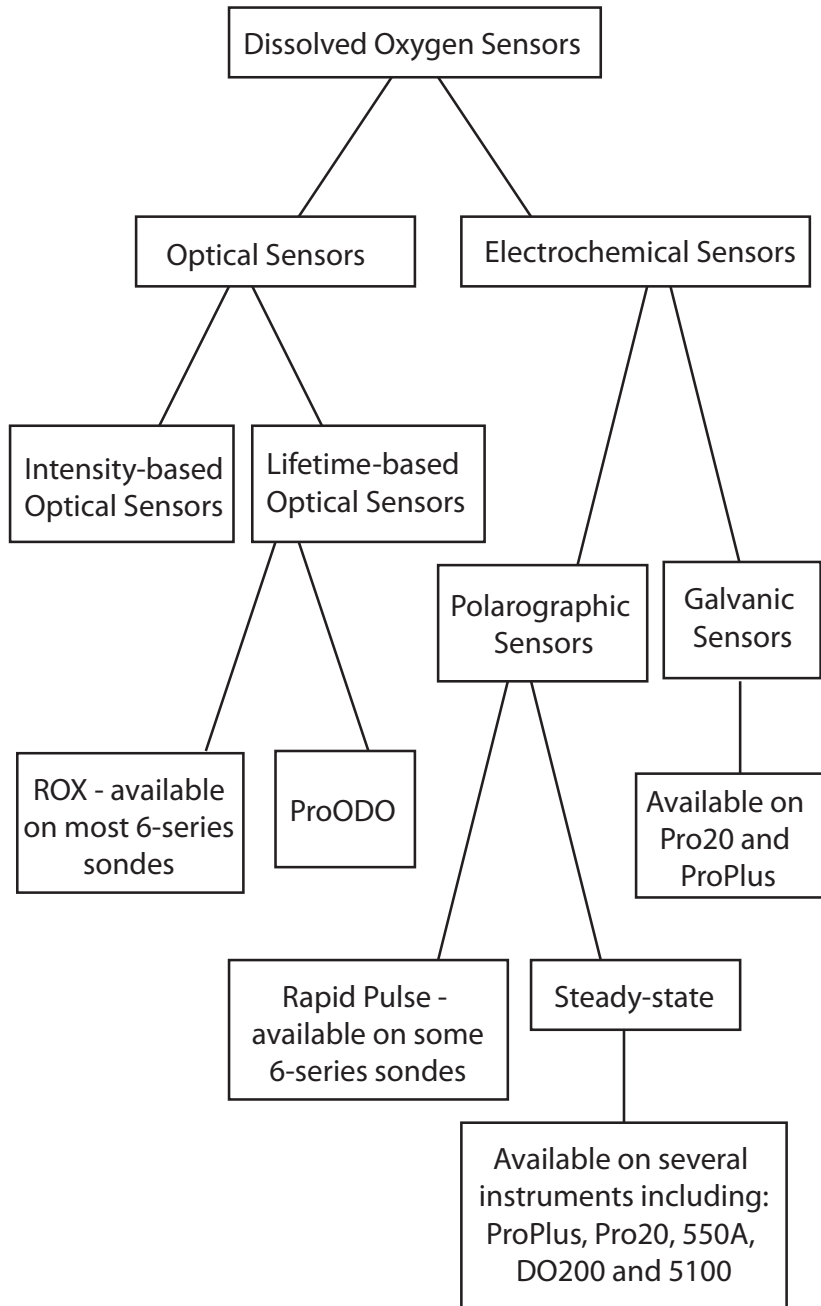 Dissolved Oxygen Sensors
Optical Sensors
Electrochemical Sensors
Intensity-based
Optical Sensors
Lifetime-based
Optical Sensors
Polarographic
Sensors
Galvanic
Sensors
ROX - available
on most 6-series
sondes
ProODO
Available on
Pro20 and
ProPlus
Rapid Pulse -
available on some
6-series sondes
Steady-state
Available on several
instruments including:
ProPlus, Pro20, 550A,
DO200 and 5100